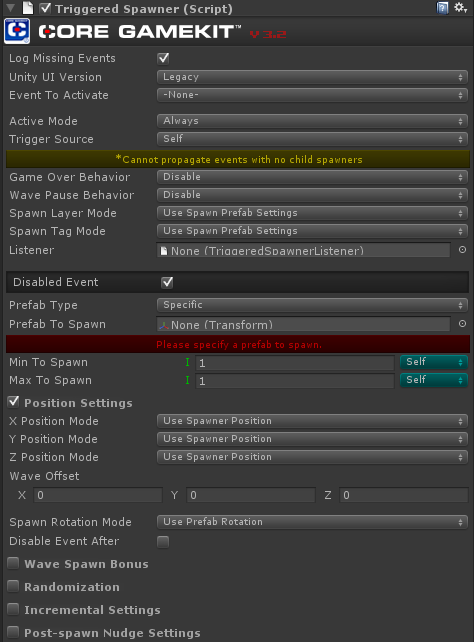 Triggered Spawner (Script)
CORE GAMEKIT™ V 3.2
Log Missing Events
Unity UI Version Legacy
Event To Activate -None-
Active Mode Always
Trigger Source Self
*Cannot propagate events with no child spawners
Game Over Behavior Disable
Wave Pause Behavior Disable
Spawn Layer Mode Use Spawn Prefab Settings
Spawn Tag Mode Use Spawn Prefab Settings
Listener None (TriggeredSpawnerListener)
Disabled Event
Prefab Type Specific
Prefab To Spawn None (Transform)
Please specify a prefab to spawn.
Min To Spawn I 1 Self
Max To Spawn I 1 Self
Position Settings
X Position Mode Use Spawner Position
Y Position Mode Use Spawner Position
Z Position Mode Use Spawner Position
Wave Offset
X 0 Y 0 Z 0
Spawn Rotation Mode Use Prefab Rotation
Disable Event After
Wave Spawn Bonus
Randomization
Incremental Settings
Post-spawn Nudge Settings